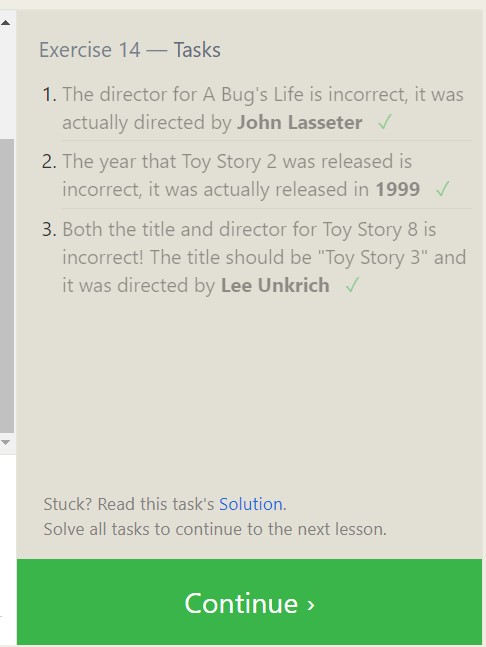 Exercise 14 — Tasks
1. The director for A Bug's Life is incorrect, it was
actually directed by John Lasseter ✓
2. The year that Toy Story 2 was released is
incorrect, it was actually released in 1999 ✓
3. Both the title and director for Toy Story 8 is
incorrect! The title should be "Toy Story 3" and
it was directed by Lee Unkrich ✓
Stuck? Read this task's Solution.
Solve all tasks to continue to the next lesson.
Continue ›